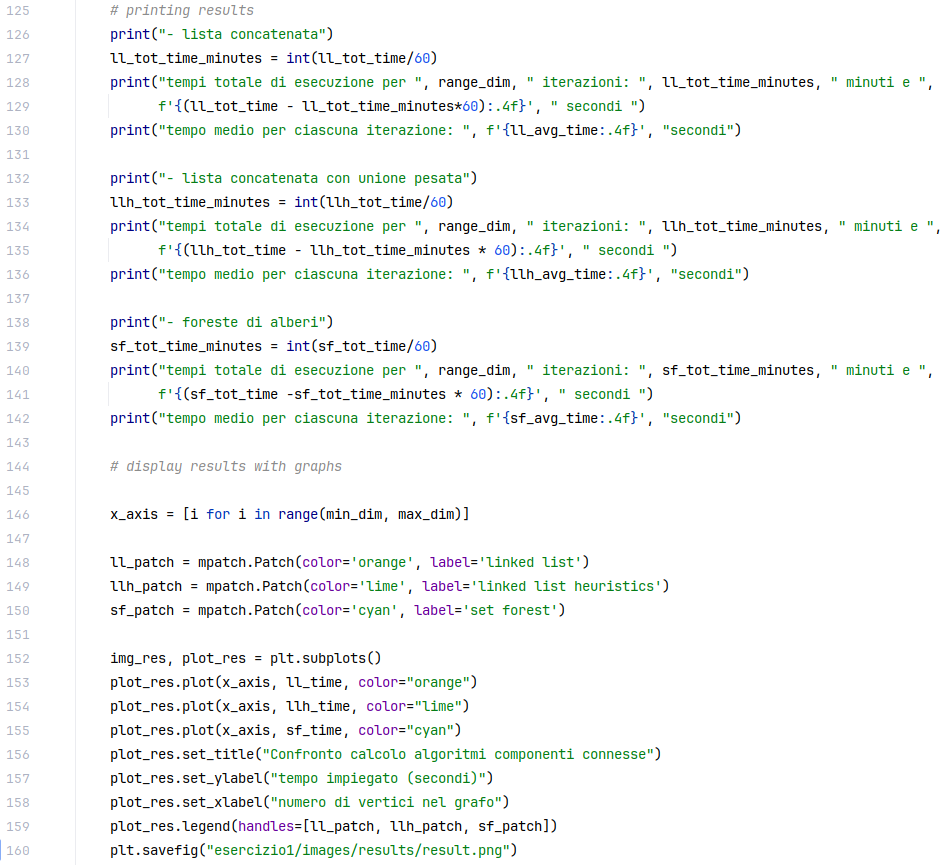 125 # printing results
126 print("- lista concatenata")
127 ll_tot_time_minutes = int(ll_tot_time/60)
128 print("tempi totale di esecuzione per ", range_dim, " iterazioni: ", ll_tot_time_minutes, " minuti e ",
129 f'{(ll_tot_time - ll_tot_time_minutes*60):.4f}', " secondi ")
130 print("tempo medio per ciascuna iterazione: ", f'{ll_avg_time:.4f}', "secondi")
131
132 print("- lista concatenata con unione pesata")
133 llh_tot_time_minutes = int(llh_tot_time/60)
134 print("tempi totale di esecuzione per ", range_dim, " iterazioni: ", llh_tot_time_minutes, " minuti e ",
135 f'{(llh_tot_time - llh_tot_time_minutes * 60):.4f}', " secondi ")
136 print("tempo medio per ciascuna iterazione: ", f'{llh_avg_time:.4f}', "secondi")
137
138 print("- foreste di alberi")
139 sf_tot_time_minutes = int(sf_tot_time/60)
140 print("tempi totale di esecuzione per ", range_dim, " iterazioni: ", sf_tot_time_minutes, " minuti e ",
141 f'{(sf_tot_time -sf_tot_time_minutes * 60):.4f}', " secondi ")
142 print("tempo medio per ciascuna iterazione: ", f'{sf_avg_time:.4f}', "secondi")
143
144 # display results with graphs
145
146 x_axis = [i for i in range(min_dim, max_dim)]
147
148 ll_patch = mpatch.Patch(color='orange', label='linked list')
149 llh_patch = mpatch.Patch(color='lime', label='linked list heuristics')
150 sf_patch = mpatch.Patch(color='cyan', label='set forest')
151
152 img_res, plot_res = plt.subplots()
153 plot_res.plot(x_axis, ll_time, color="orange")
154 plot_res.plot(x_axis, llh_time, color="lime")
155 plot_res.plot(x_axis, sf_time, color="cyan")
156 plot_res.set_title("Confronto calcolo algoritmi componenti connesse")
157 plot_res.set_ylabel("tempo impiegato (secondi)")
158 plot_res.set_xlabel("numero di vertici nel grafo")
159 plot_res.legend(handles=[ll_patch, llh_patch, sf_patch])
160 plt.savefig("esercizio1/images/results/result.png")